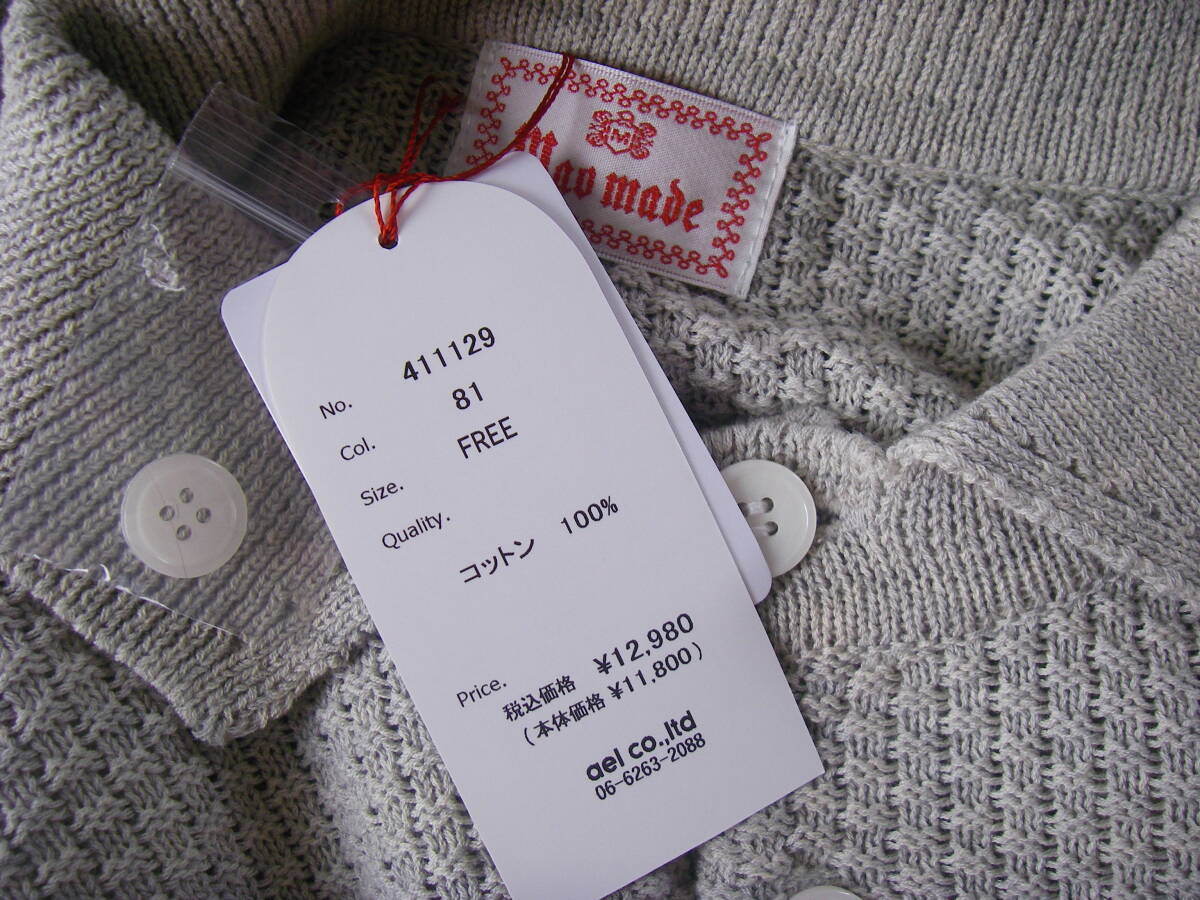 M
mao made
No. 411129
Col. 81
Size. FREE
Quality.
コットン 100%
Price.
税込価格 ¥12,980
(本体価格 ¥11,800)
ael co.,ltd
06-6263-2088